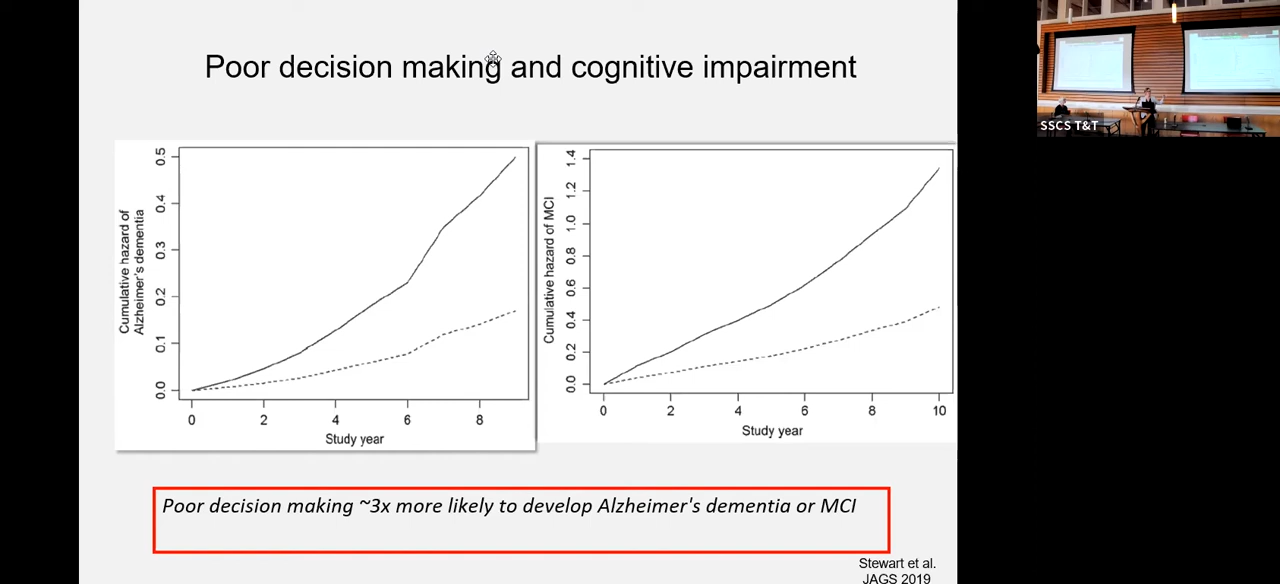 Poor decision making and cognitive impairment
Cumulative hazard of
Alzheimer's dementia
0.5
0.4
0.3
0.2
0.1
0.0
0 2 4 6 8
Study year
Cumulative hazard of MCI
1.4
1.2
1.0
0.8
0.6
0.4
0.2
0.0
0 2 4 6 8 10
Study year
Poor decision making ~3x more likely to develop Alzheimer's dementia or MCI
Stewart et al.
JAGS 2019
SSCS T&T